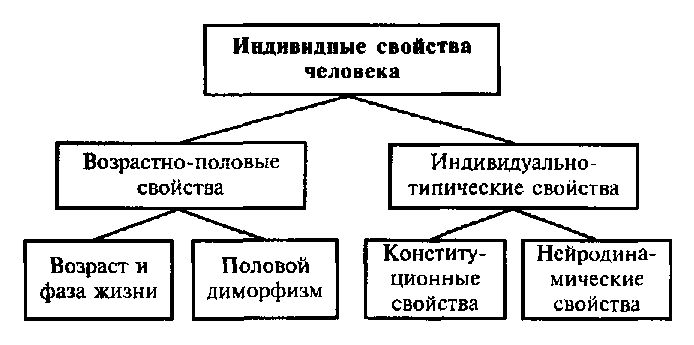 Индивидные свойства
человека
Возрастно-половые
свойства
Индивидуально-
типические свойства
Возраст и
фаза жизни
Половой
диморфизм
Конститу-
ционные
свойства
Нейродина-
мические
свойства